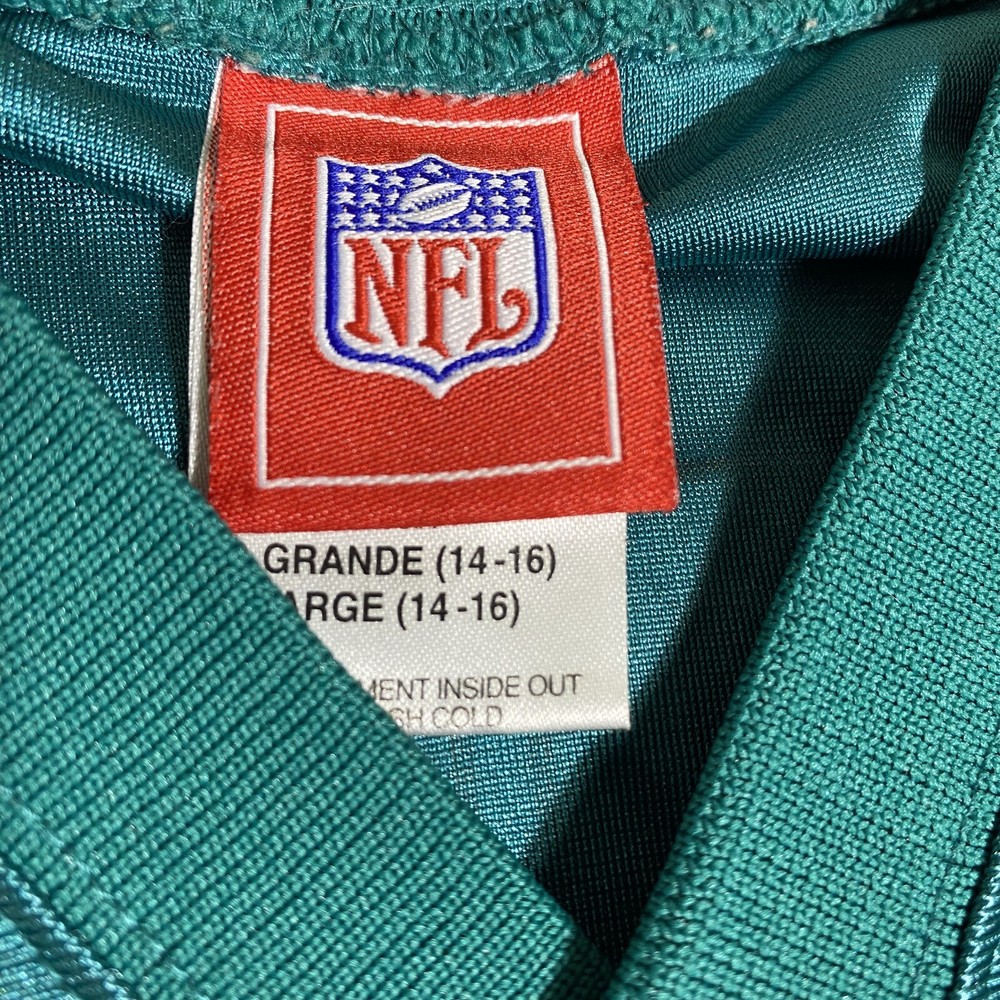 NFL
GRANDE (14-16)
ARGE (14-16)
MENT INSIDE OUT
SH COLD